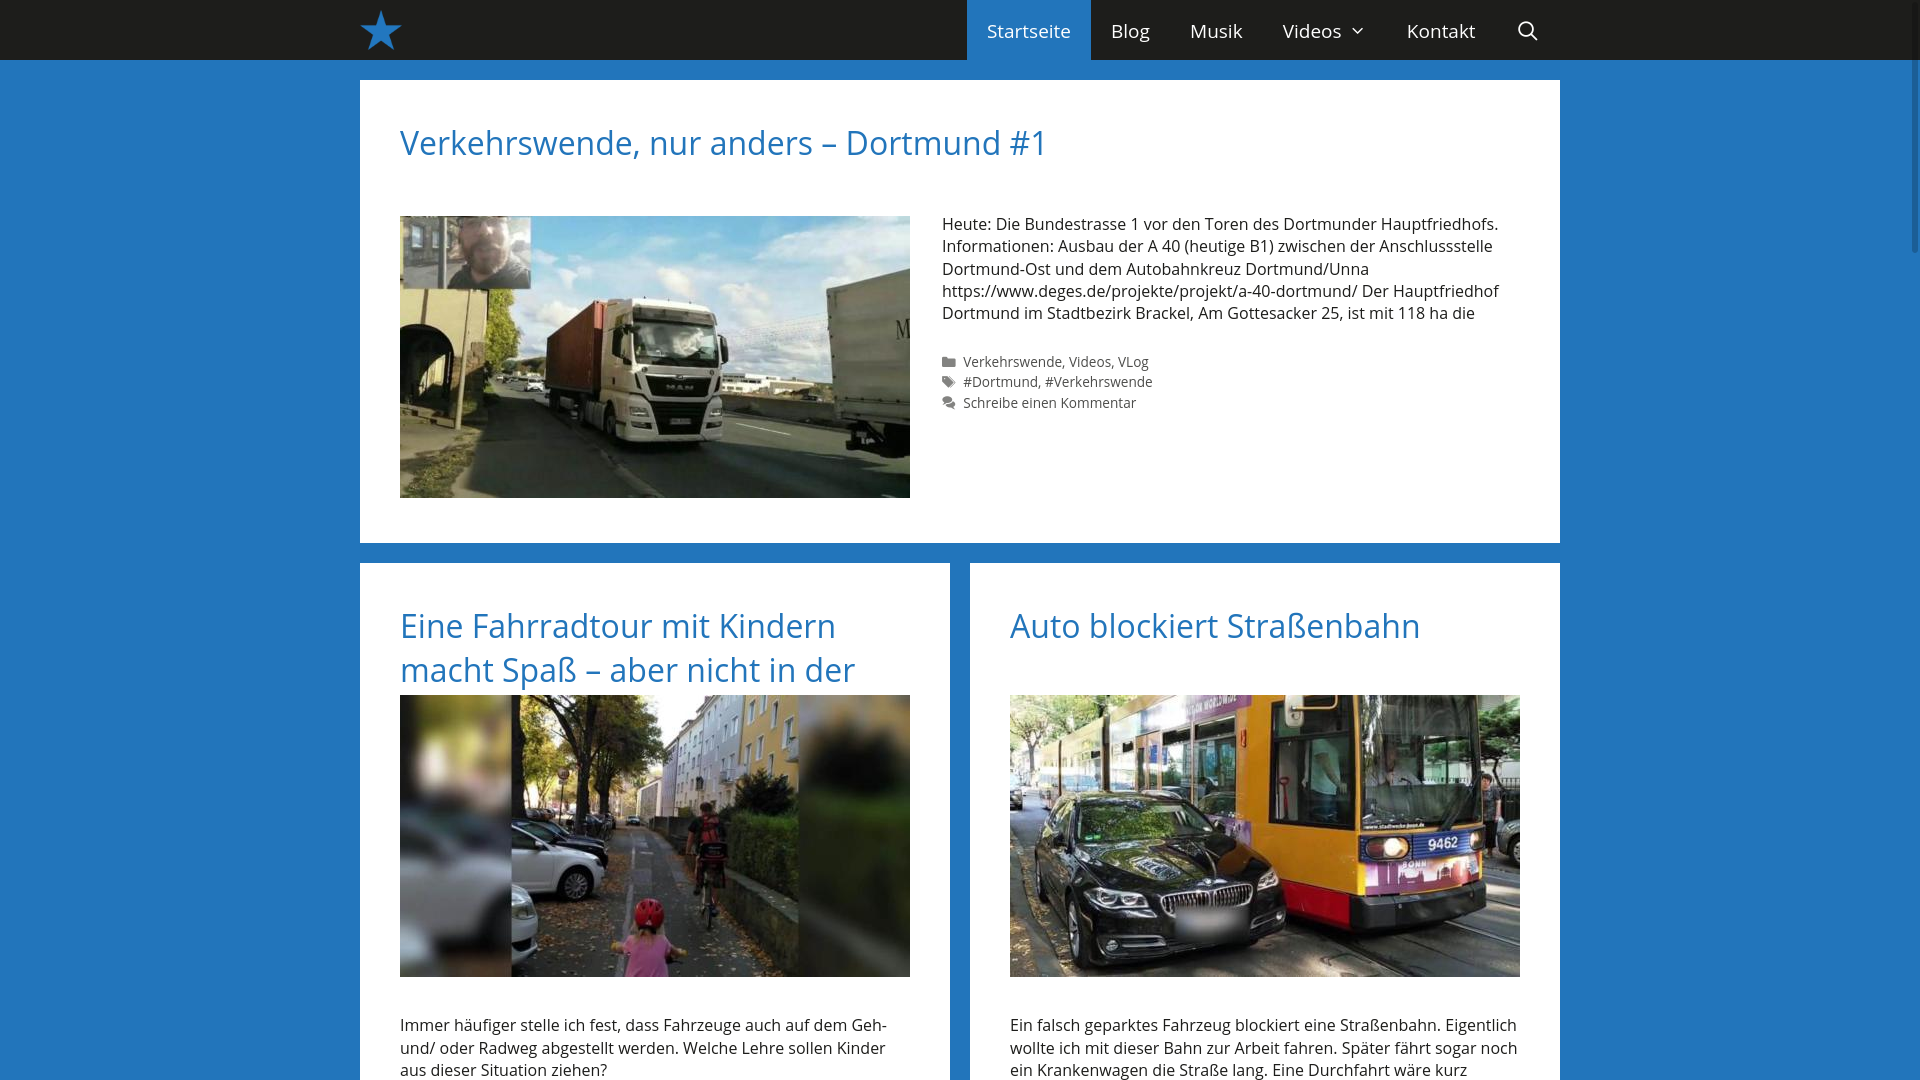 Startseite
Blog
Musik
Videos
Kontakt
Verkehrswende, nur anders – Dortmund #1
Heute: Die Bundestrasse 1 vor den Toren des Dortmunder Hauptfriedhofs.
Informationen: Ausbau der A 40 (heutige B1) zwischen der Anschlussstelle
Dortmund-Ost und dem Autobahnkreuz Dortmund/Unna
https://www.deges.de/projekte/projekt/a-40-dortmund/ Der Hauptfriedhof
Dortmund im Stadtbezirk Brackel, Am Gottesacker 25, ist mit 118 ha die
Verkehrswende, Videos, VLog
#Dortmund, #Verkehrswende
Schreibe einen Kommentar
MAN
Eine Fahrradtour mit Kindern
macht Spaß – aber nicht in der
Immer häufiger stelle ich fest, dass Fahrzeuge auch auf dem Geh-
und/ oder Radweg abgestellt werden. Welche Lehre sollen Kinder
aus dieser Situation ziehen?
Auto blockiert Straßenbahn
www.stadtwerke-bonn.de
9462
BONN
Ein falsch geparktes Fahrzeug blockiert eine Straßenbahn. Eigentlich
wollte ich mit dieser Bahn zur Arbeit fahren. Später fährt sogar noch
ein Krankenwagen die Straße lang. Eine Durchfahrt wäre kurz